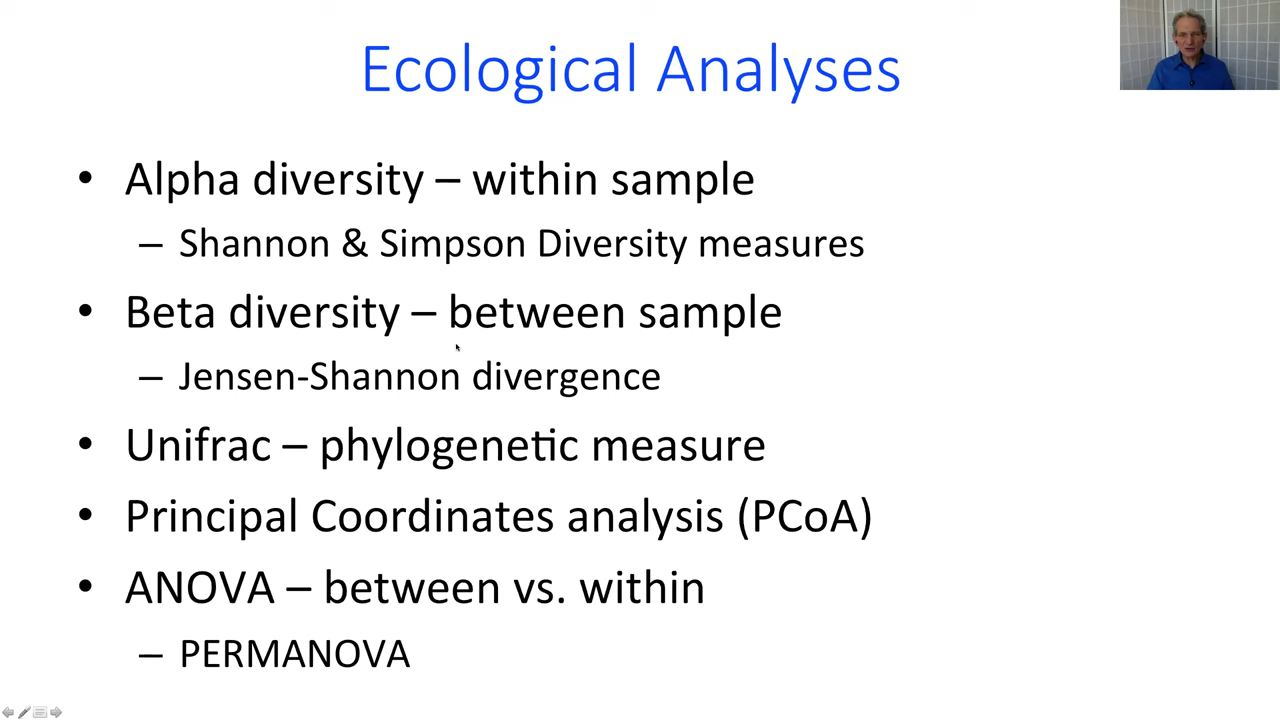 Ecological Analyses
• Alpha diversity – within sample
– Shannon & Simpson Diversity measures
• Beta diversity – between sample
– Jensen-Shannon divergence
• Unifrac – phylogenetic measure
• Principal Coordinates analysis (PCoA)
• ANOVA – between vs. within
– PERMANOVA